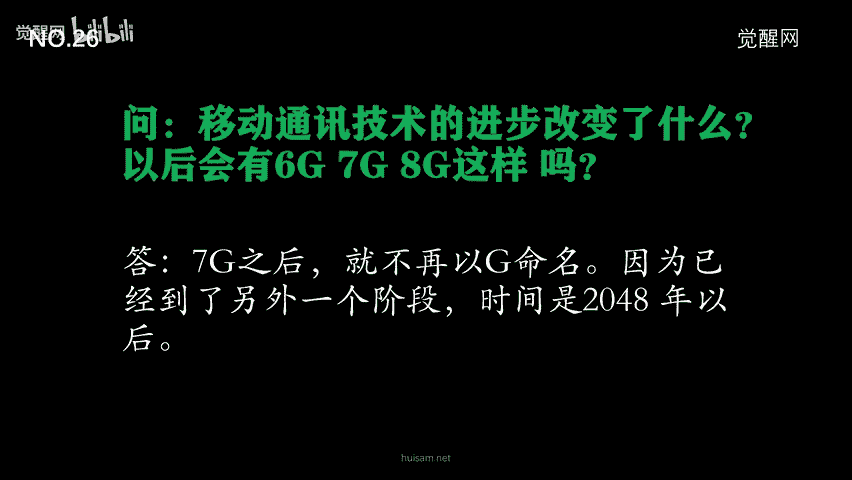 觉醒网 bilibili
NO.26
觉醒网
问：移动通讯技术的进步改变了什么？
以后会有6G 7G 8G这样 吗？
答：7G之后，就不再以G命名。因为已
经到了另外一个阶段，时间是2048 年以
后。
huisam.net